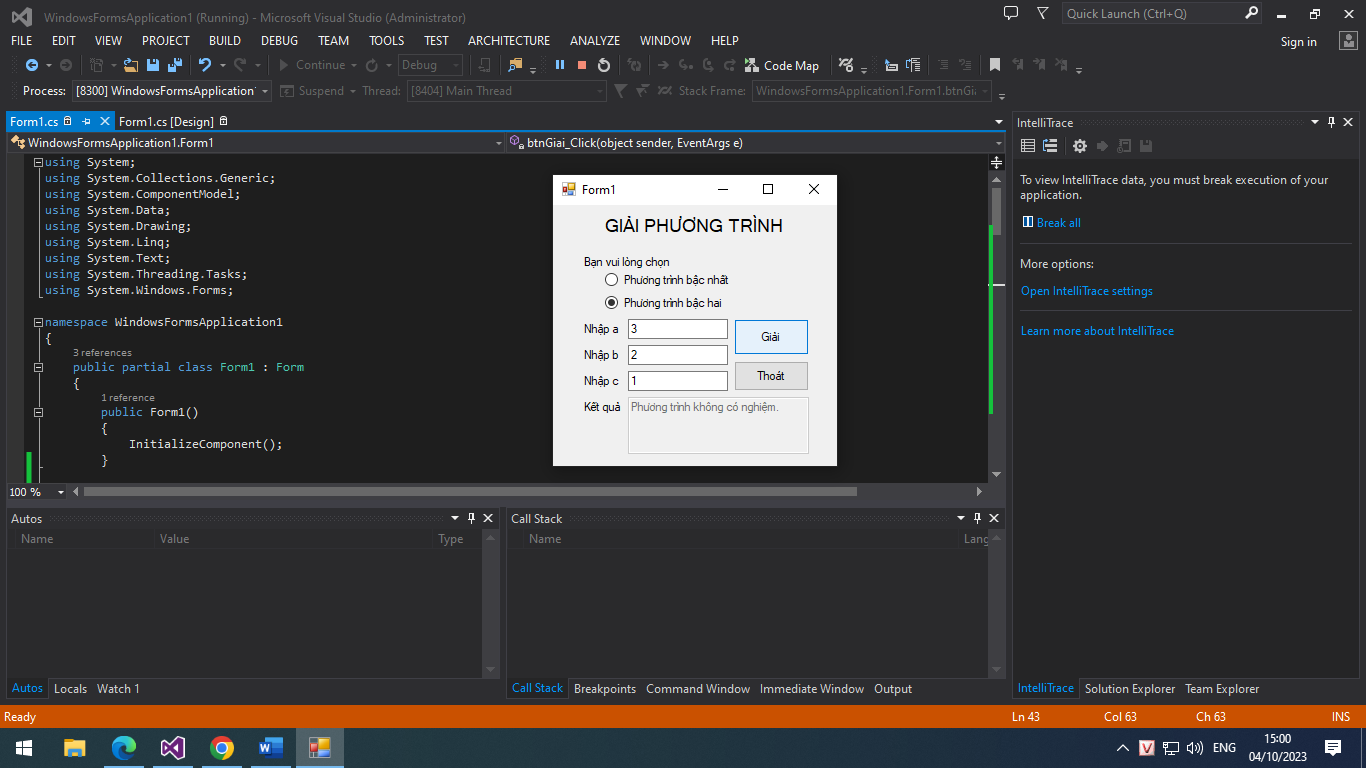 WindowsFormsApplication1 (Running) - Microsoft Visual Studio (Administrator)
Quick Launch (Ctrl+Q)
FILE EDIT VIEW PROJECT BUILD DEBUG TEAM TOOLS TEST ARCHITECTURE ANALYZE WINDOW HELP
Sign in
Continue Debug Code Map
Process: [8300] WindowsFormsApplication1 Suspend Thread: [8404] Main Thread Stack Frame: WindowsFormsApplication1.Form1.btnGia
Form1.cs Form1.cs [Design]
WindowsFormsApplication1.Form1 btnGiai_Click(object sender, EventArgs e)
using System;
using System.Collections.Generic;
using System.ComponentModel;
using System.Data;
using System.Drawing;
using System.Linq;
using System.Text;
using System.Threading.Tasks;
using System.Windows.Forms;
namespace WindowsFormsApplication1
{
3 references
public partial class Form1 : Form
{
1 reference
public Form1()
{
InitializeComponent();
}
100 %
Form1
GIẢI PHƯƠNG TRÌNH
Bạn vui lòng chọn
Phương trình bậc nhất
Phương trình bậc hai
Nhập a 3 Giải
Nhập b 2
Nhập c 1 Thoát
Kết quả Phương trình không có nghiệm.
IntelliTrace
To view IntelliTrace data, you must break execution of your
application.
Break all
More options:
Open IntelliTrace settings
Learn more about IntelliTrace
Autos
Name Value Type
Call Stack
Name Lang
Autos Locals Watch 1
Call Stack Breakpoints Command Window Immediate Window Output
IntelliTrace Solution Explorer Team Explorer
Ready Ln 43 Col 63 Ch 63 INS
ENG
15:00
04/10/2023